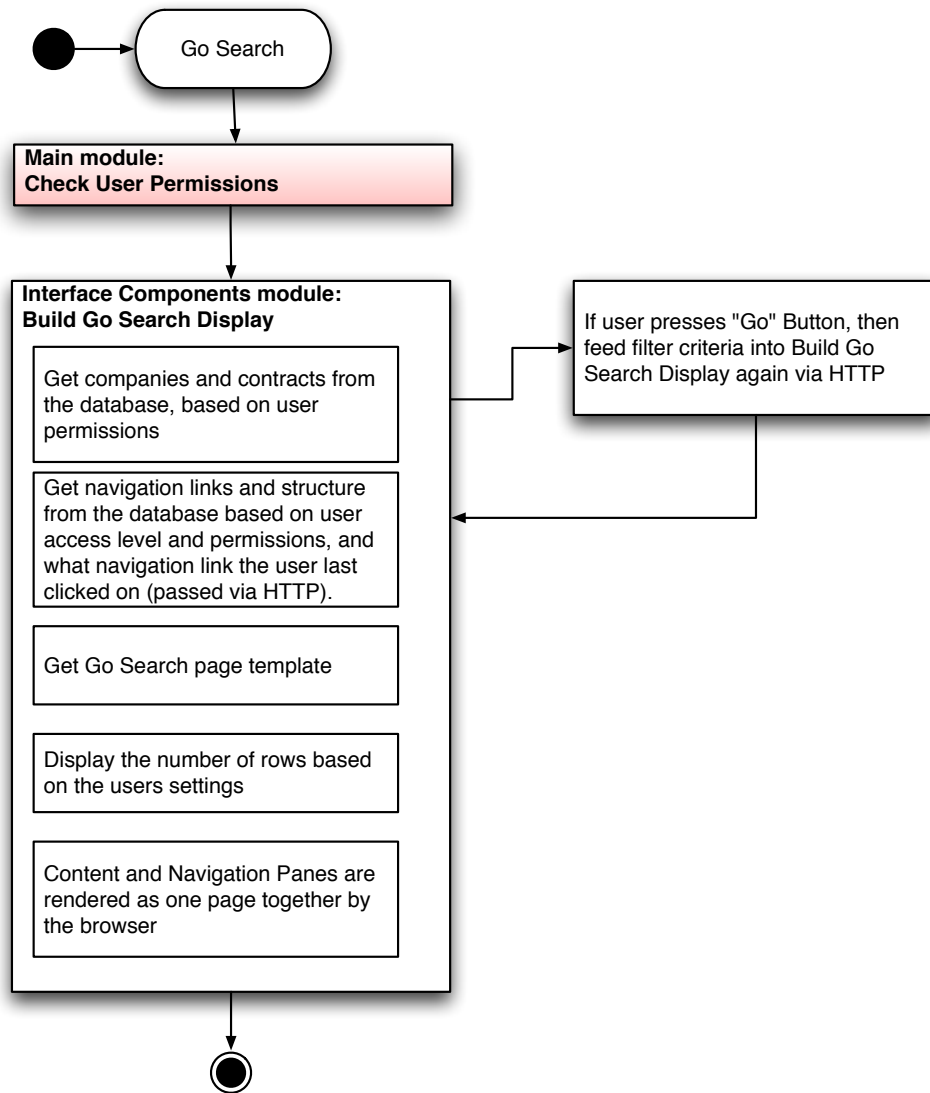 Go Search
Main module:
Check User Permissions
Interface Components module:
Build Go Search Display
Get companies and contracts from
the database, based on user
permissions
Get navigation links and structure
from the database based on user
access level and permissions, and
what navigation link the user last
clicked on (passed via HTTP).
Get Go Search page template
Display the number of rows based
on the users settings
Content and Navigation Panes are
rendered as one page together by
the browser
If user presses "Go" Button, then
feed filter criteria into Build Go
Search Display again via HTTP